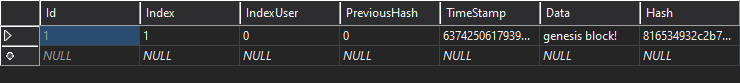 Id Index IndexUser PreviousHash TimeStamp Data Hash
1 1 0 0 6374250617939... genesis block! 816534932c2b7...
NULL NULL NULL NULL NULL NULL NULL